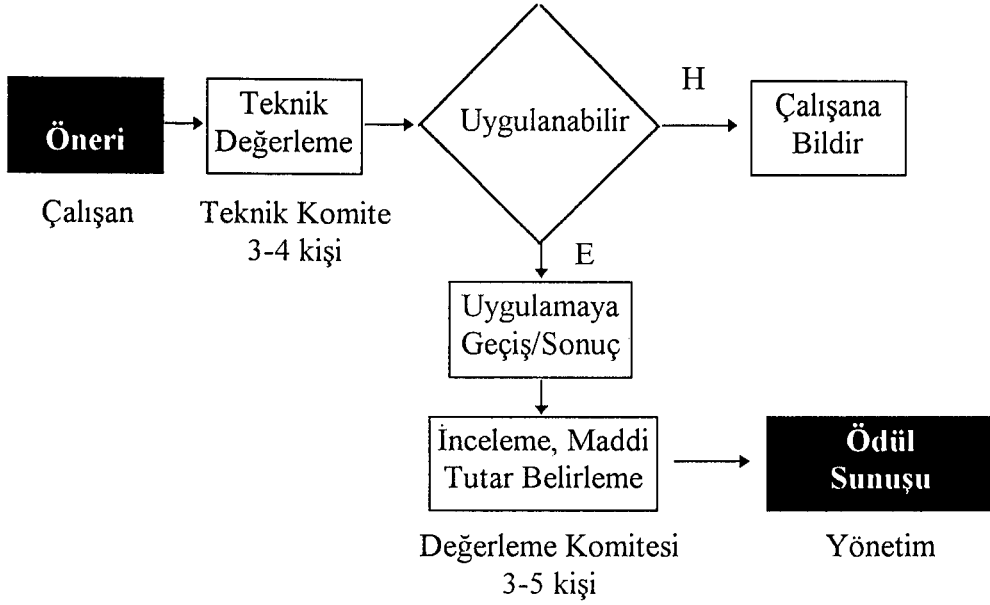 Öneri
Çalışan
Teknik
Değerleme
Teknik Komite
3-4 kişi
Uygulanabilir
H
Çalışana
Bildir
E
Uygulamaya
Geçiş/Sonuç
İnceleme, Maddi
Tutar Belirleme
Değerleme Komitesi
3-5 kişi
Ödül
Sunuşu
Yönetim